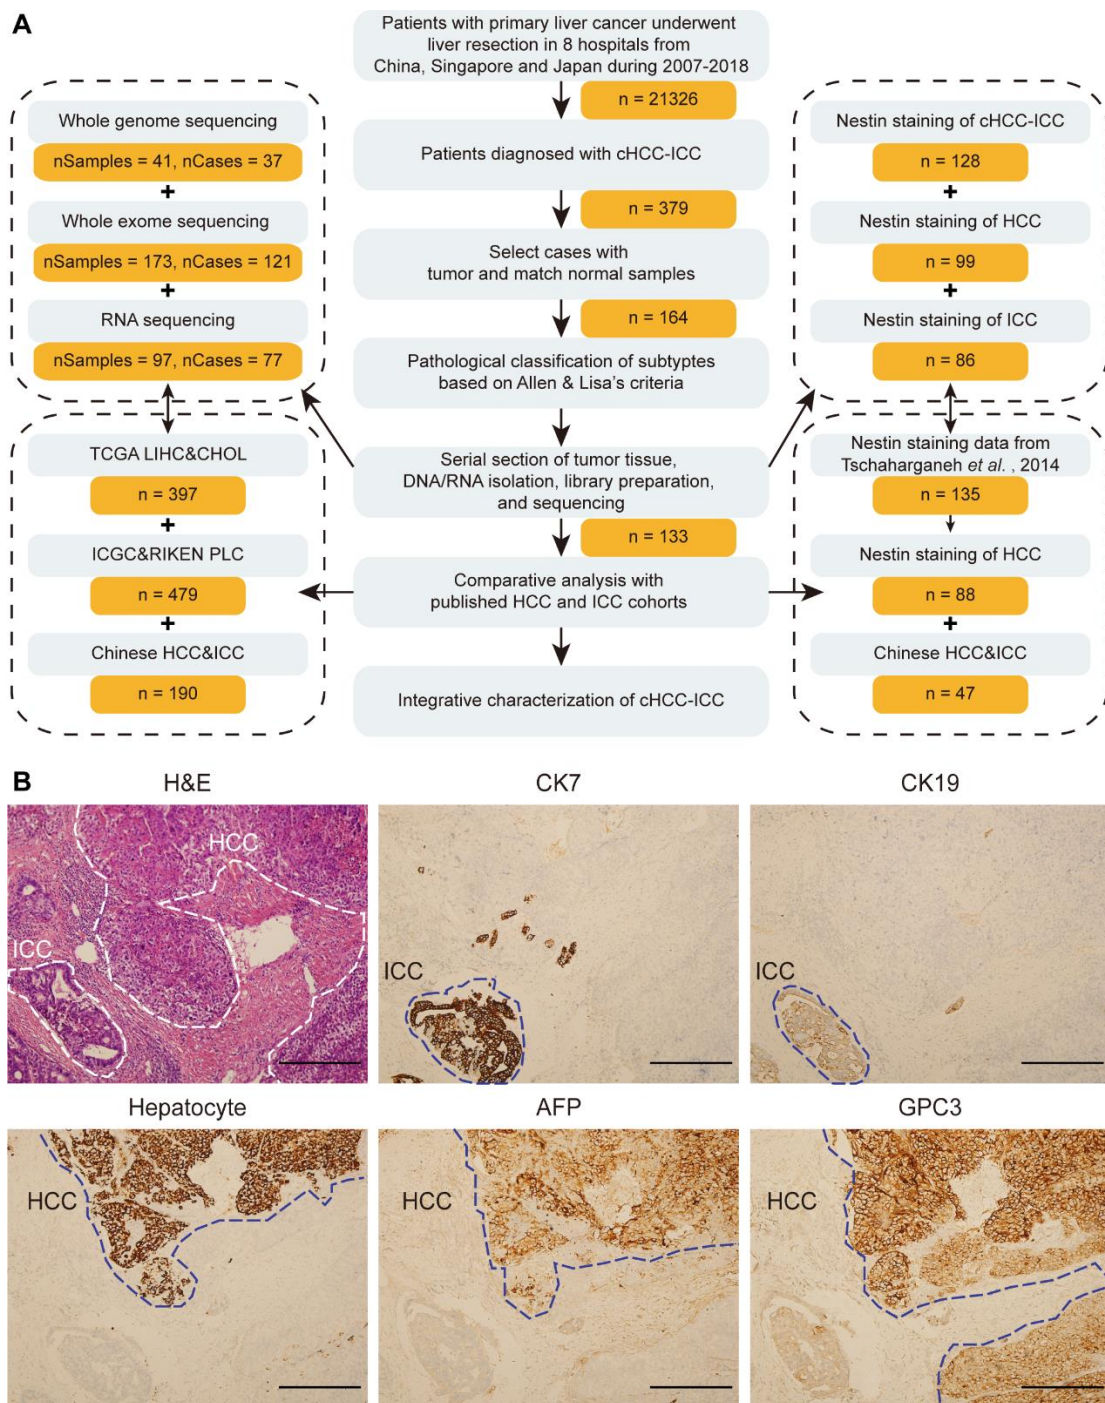 A
Patients with primary liver cancer underwent
liver resection in 8 hospitals from
China, Singapore and Japan during 2007-2018
n = 21326
Patients diagnosed with cHCC-ICC
n = 379
Select cases with
tumor and match normal samples
n = 164
Pathological classification of subtyptes
based on Allen & Lisa's criteria
Serial section of tumor tissue,
DNA/RNA isolation, library preparation,
and sequencing
n = 133
Comparative analysis with
published HCC and ICC cohorts
Integrative characterization of cHCC-ICC
Whole genome sequencing
nSamples = 41, nCases = 37
+
Whole exome sequencing
nSamples = 173, nCases = 121
+
RNA sequencing
nSamples = 97, nCases = 77
TCGA LIHC&CHOL
n = 397
+
ICGC&RIKEN PLC
n = 479
+
Chinese HCC&ICC
n = 190
Nestin staining of cHCC-ICC
n = 128
+
Nestin staining of HCC
n = 99
+
Nestin staining of ICC
n = 86
Nestin staining data from
Tschaharganeh et al. , 2014
n = 135
Nestin staining of HCC
n = 88
+
Chinese HCC&ICC
n = 47
B
H&E
HCC
ICC
CK7
ICC
CK19
ICC
Hepatocyte
HCC
AFP
HCC
GPC3
HCC